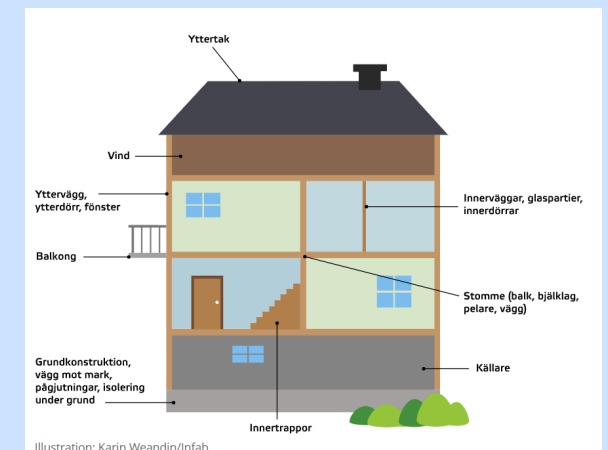 Yttertak
Vind
Yttervägg,
ytterdörr, fönster
Innerväggar, glaspartier,
innerdörrar
Balkong
Stomme (balk, bjälklag,
pelare, vägg)
Grundkonstruktion,
vägg mot mark,
pågjutningar, isolering
under grund
Källare
Innertrappor
Illustration: Karin Weandin/Infab